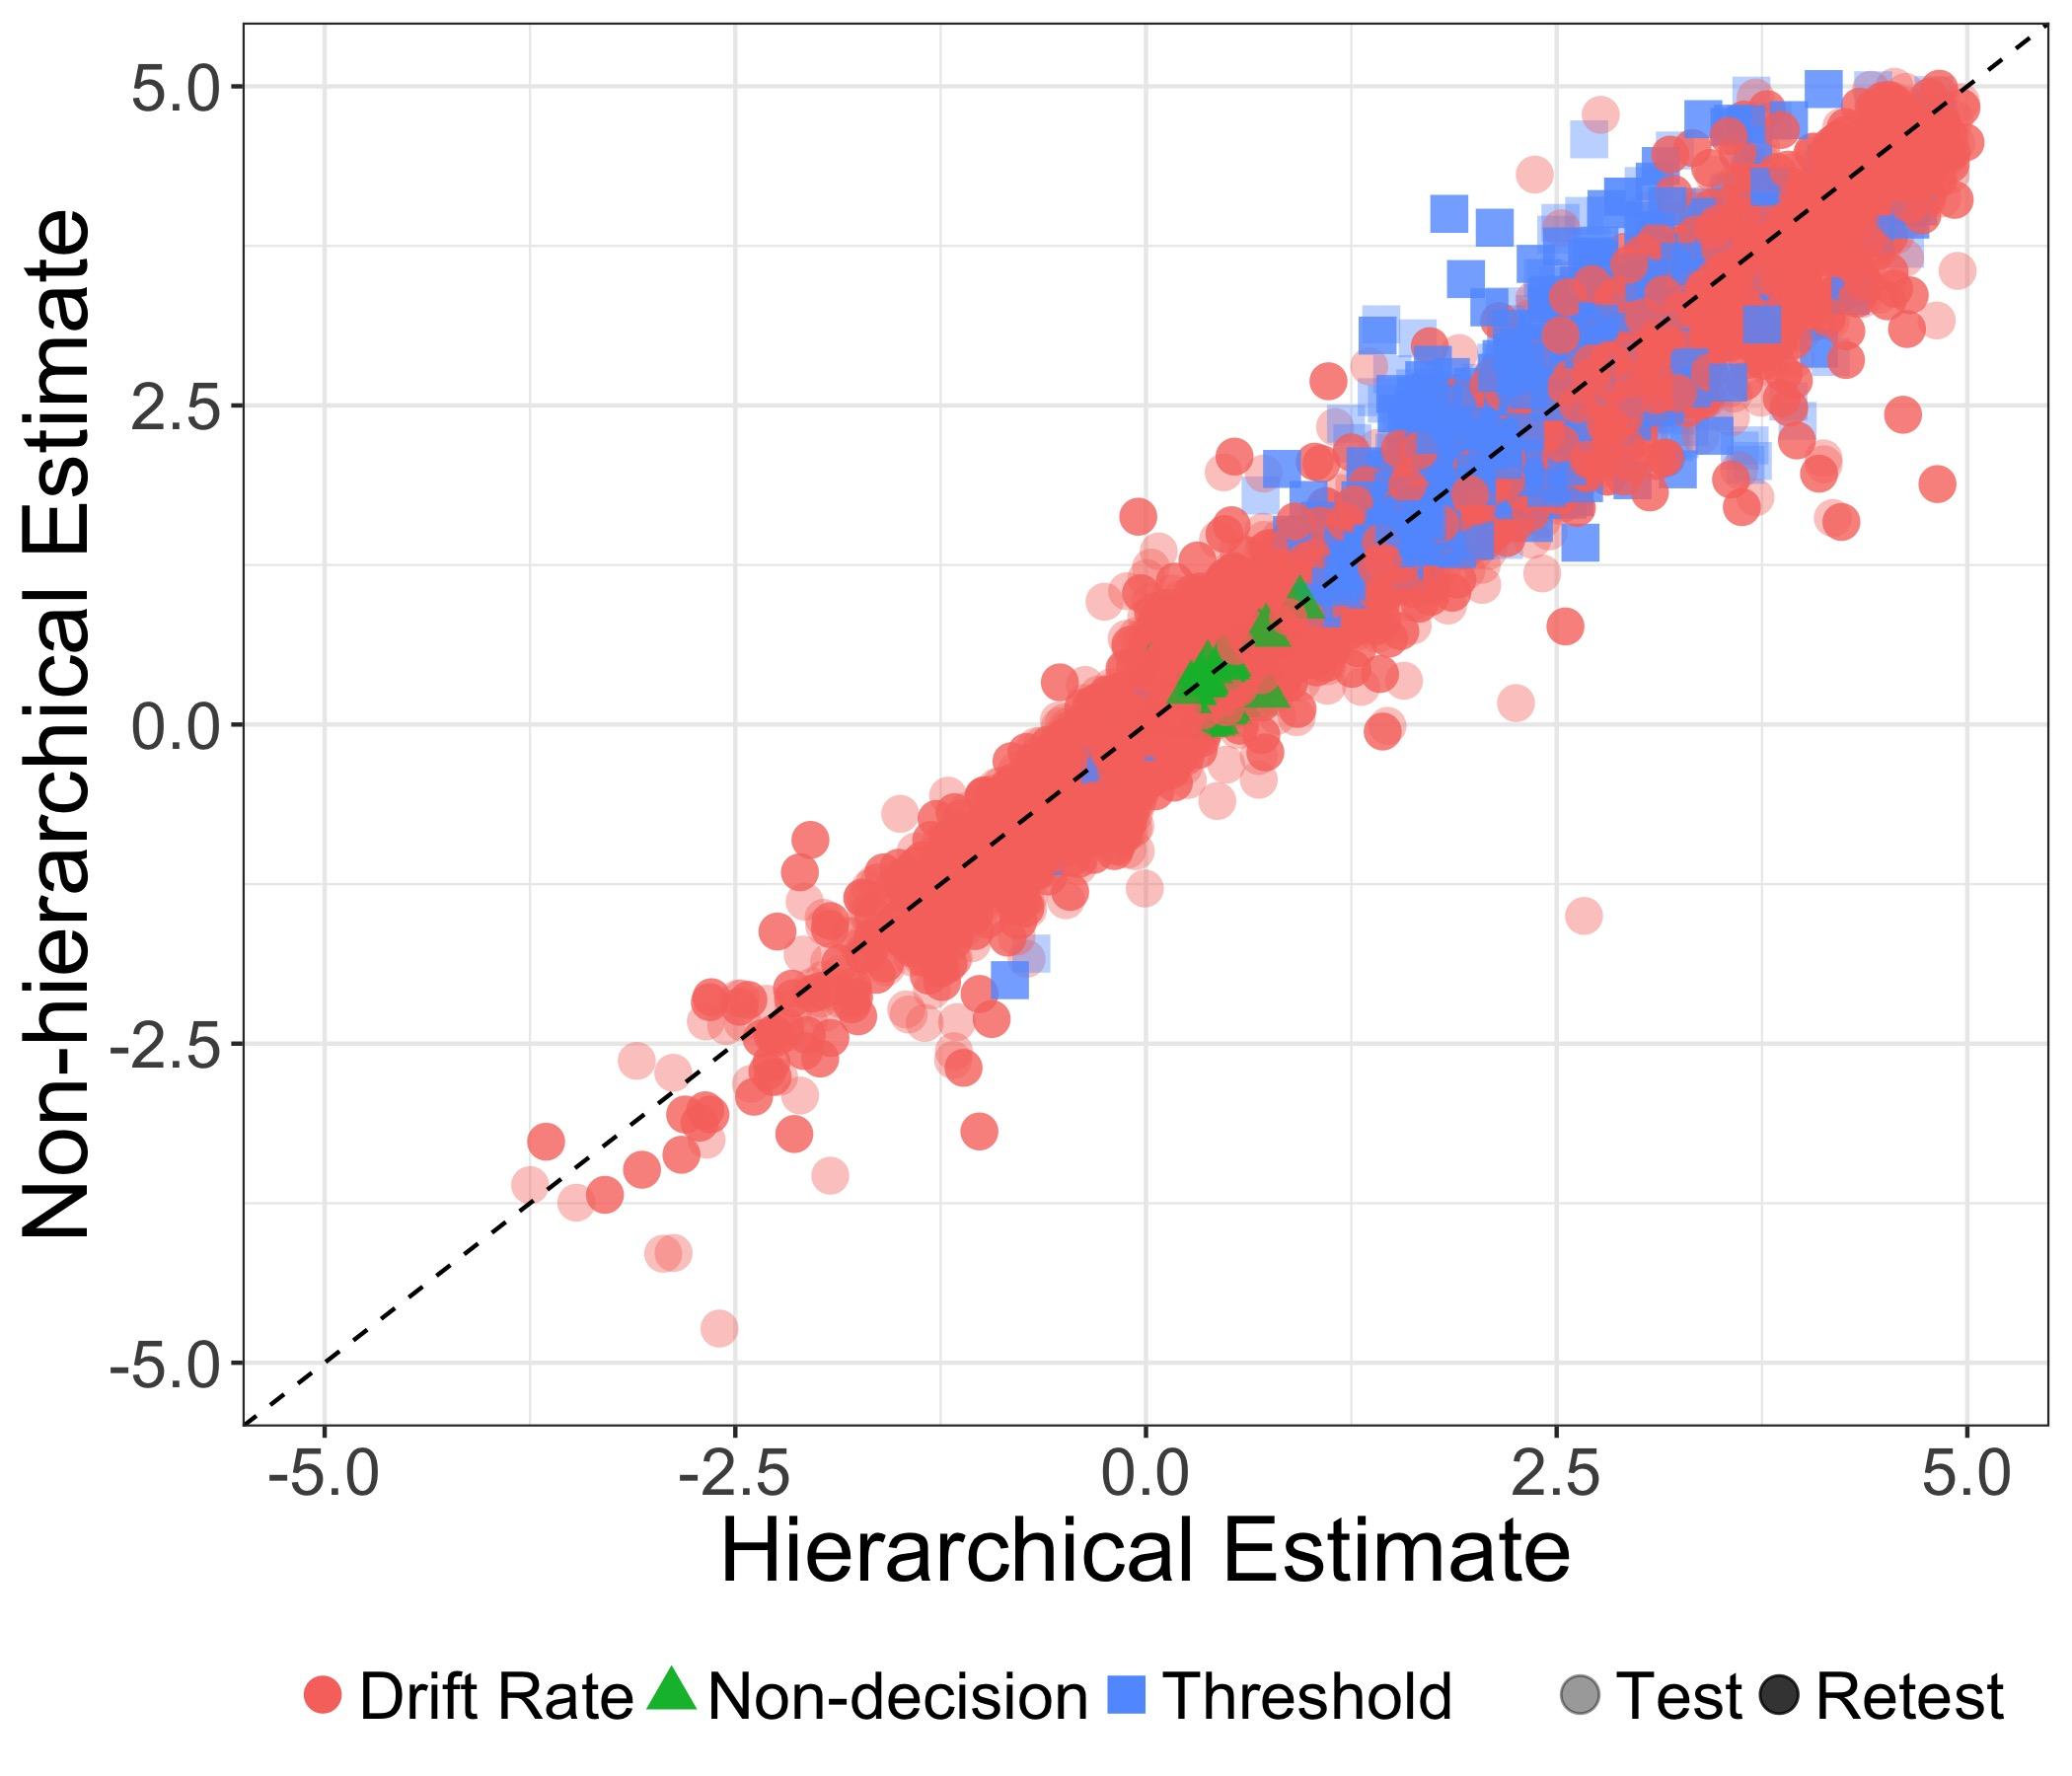 Non-hierarchical Estimate
5.0
2.5
0.0
-2.5
-5.0
-5.0 -2.5 0.0 2.5 5.0
Hierarchical Estimate
Drift Rate Non-decision Threshold Test Retest